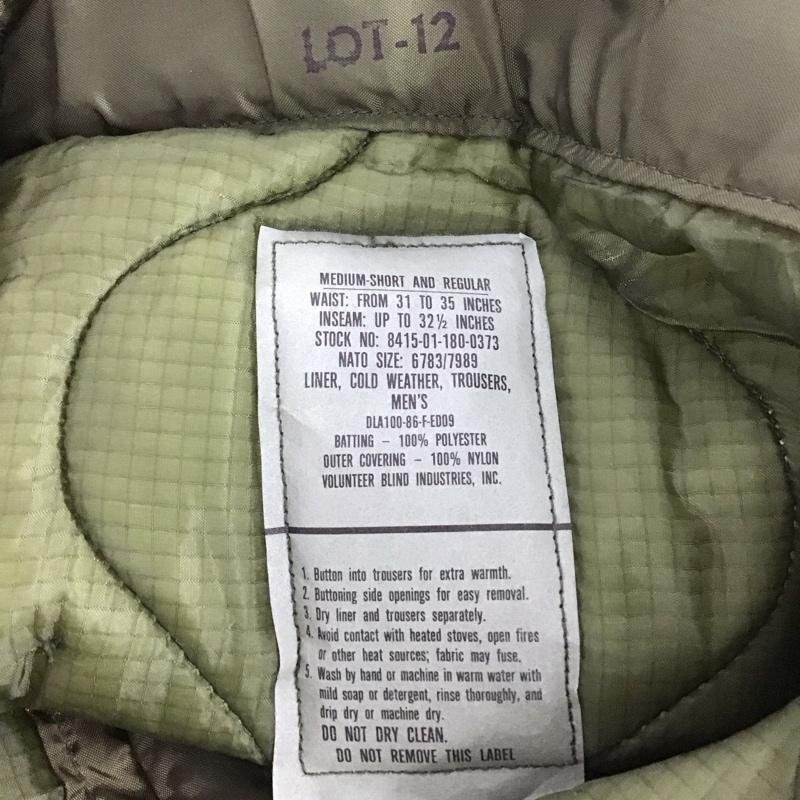 LOT-12
MEDIUM-SHORT AND REGULAR
WAIST: FROM 31 TO 35 INCHES
INSEAM: UP TO 32½ INCHES
STOCK NO: 8415-01-180-0373
NATO SIZE: 6783/7989
LINER, COLD WEATHER, TROUSERS,
MEN'S
DLA100-86-F-ED09
BATTING – 100% POLYESTER
OUTER COVERING – 100% NYLON
VOLUNTEER BLIND INDUSTRIES, INC.
1. Button into trousers for extra warmth.
2. Buttoning side openings for easy removal.
3. Dry liner and trousers separately.
4. Avoid contact with heated stoves, open fires
or other heat sources; fabric may fuse.
5. Wash by hand or machine in warm water with
mild soap or detergent, rinse thoroughly, and
drip dry or machine dry.
DO NOT DRY CLEAN.
DO NOT REMOVE THIS LABEL